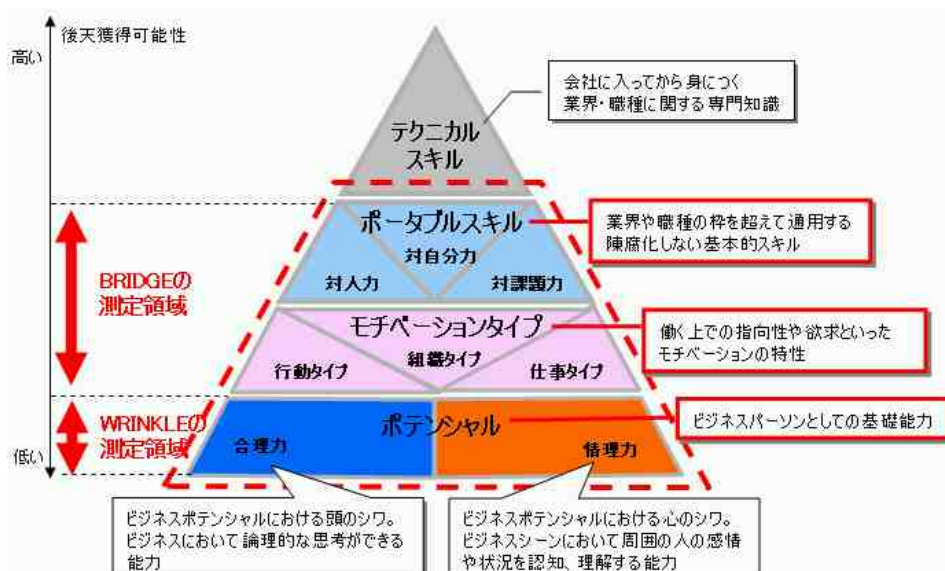 後天獲得可能性
高い
会社に入ってから身につく
業界・職種に関する専門知識
テクニカル
スキル
ポータブルスキル
対自分力
対人力
対課題力
業界や職種の枠を超えて通用する
陳腐化しない基本的スキル
BRIDGEの
測定領域
モチベーションタイプ
組織タイプ
行動タイプ
仕事タイプ
働く上での指向性や欲求といった
モチベーションの特性
WRINKLEの
測定領域
ポテンシャル
合理力
情理力
ビジネスパーソンとしての基礎能力
低い
ビジネスポテンシャルにおける頭のシワ。
ビジネスにおいて論理的な思考ができる
能力
ビジネスポテンシャルにおける心のシワ。
ビジネスシーンにおいて周囲の人の感情
や状況を認知、理解する能力